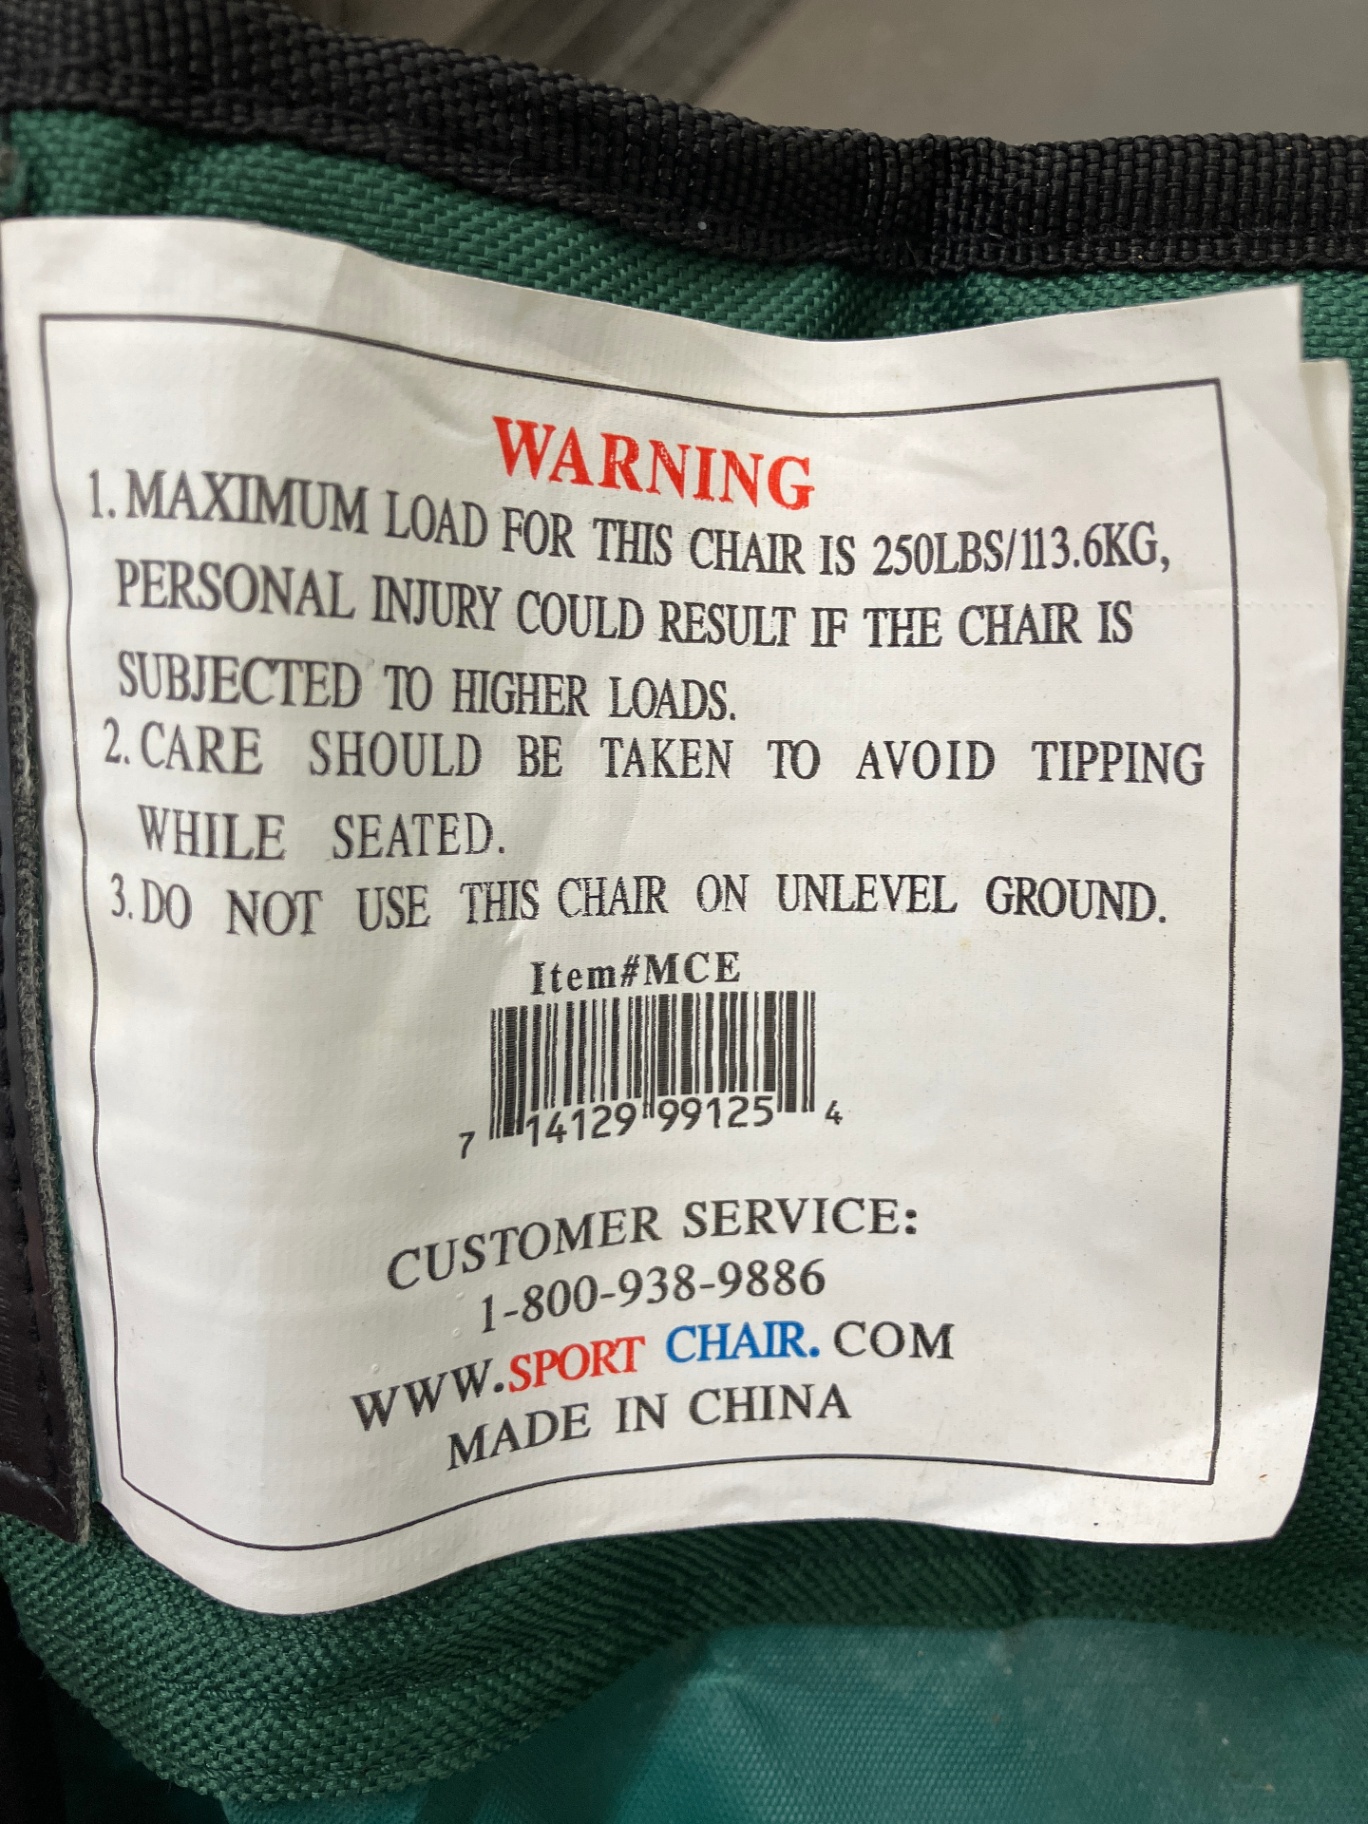 WARNING
1. MAXIMUM LOAD FOR THIS CHAIR IS 250LBS/113.6KG,
PERSONAL INJURY COULD RESULT IF THE CHAIR IS
SUBJECTED TO HIGHER LOADS.
2. CARE SHOULD BE TAKEN TO AVOID TIPPING
WHILE SEATED.
3. DO NOT USE THIS CHAIR ON UNLEVEL GROUND.
Item#MCE
7 14129 99125 4
CUSTOMER SERVICE:
1-800-938-9886
WWW.SPORT CHAIR. COM
MADE IN CHINA